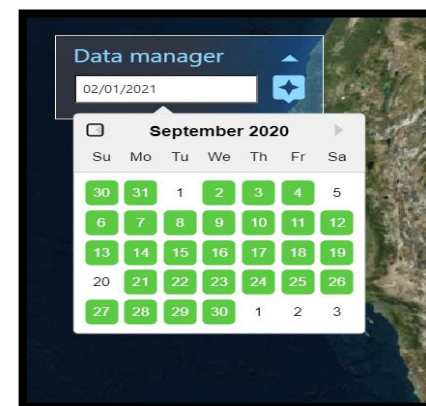 Data manager
02/01/2021
September 2020
Su Mo Tu We Th Fr Sa
30 31 1 2 3 4 5
6 7 8 9 10 11 12
13 14 15 16 17 18 19
20 21 22 23 24 25 26
27 28 29 30 1 2 3